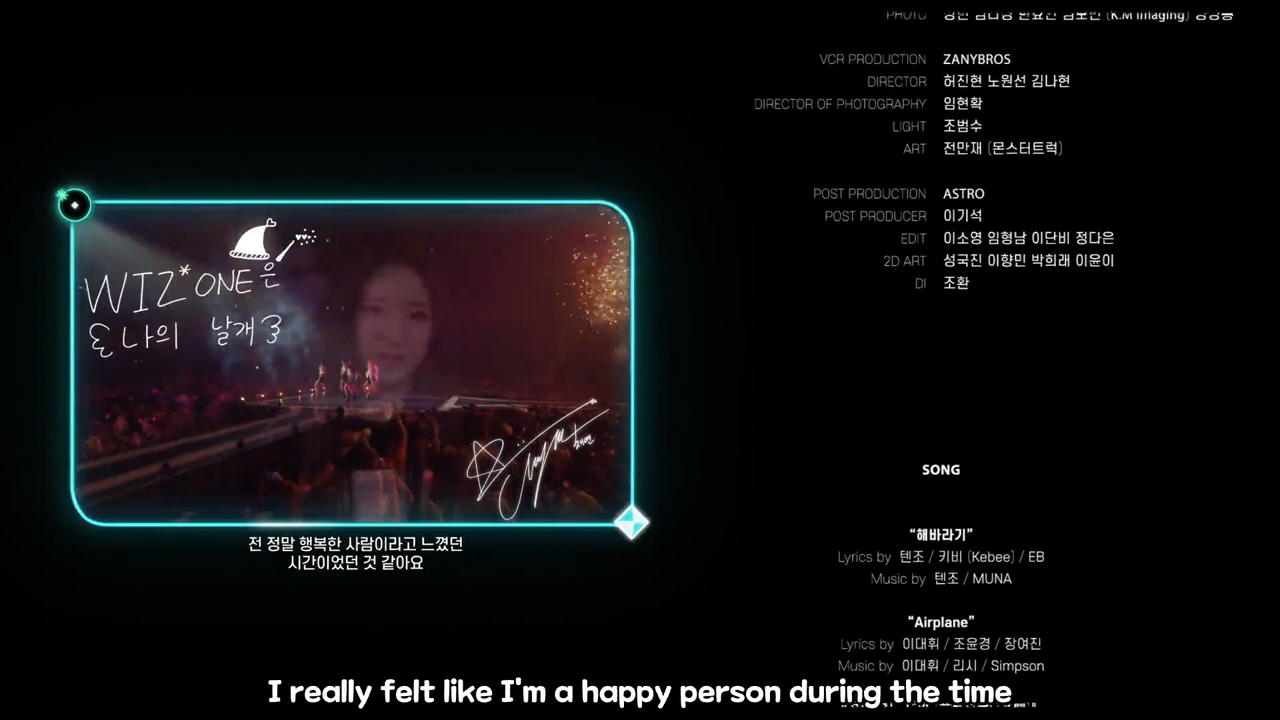 WIZ*ONE은
나의 날개
전 정말 행복한 사람이라고 느꼈던
시간이었던 것 같아요
PHOTO (K.M Imaging)
VCR PRODUCTION ZANYBROS
DIRECTOR 허진현 노원선 김나현
DIRECTOR OF PHOTOGRAPHY 임현확
LIGHT 조범수
ART 전만재 (몬스터트럭)
POST PRODUCTION ASTRO
POST PRODUCER 이기석
EDIT 이소영 임형남 이단비 정다은
2D ART 성국진 이향민 박희래 이윤이
DI 조환
SONG
“해바라기”
Lyrics by 텐조 / 키비 (Kebee) / EB
Music by 텐조 / MUNA
“Airplane”
Lyrics by 이대휘 / 조윤경 / 장여진
Music by 이대휘 / 리시 / Simpson
I really felt like I'm a happy person during the time